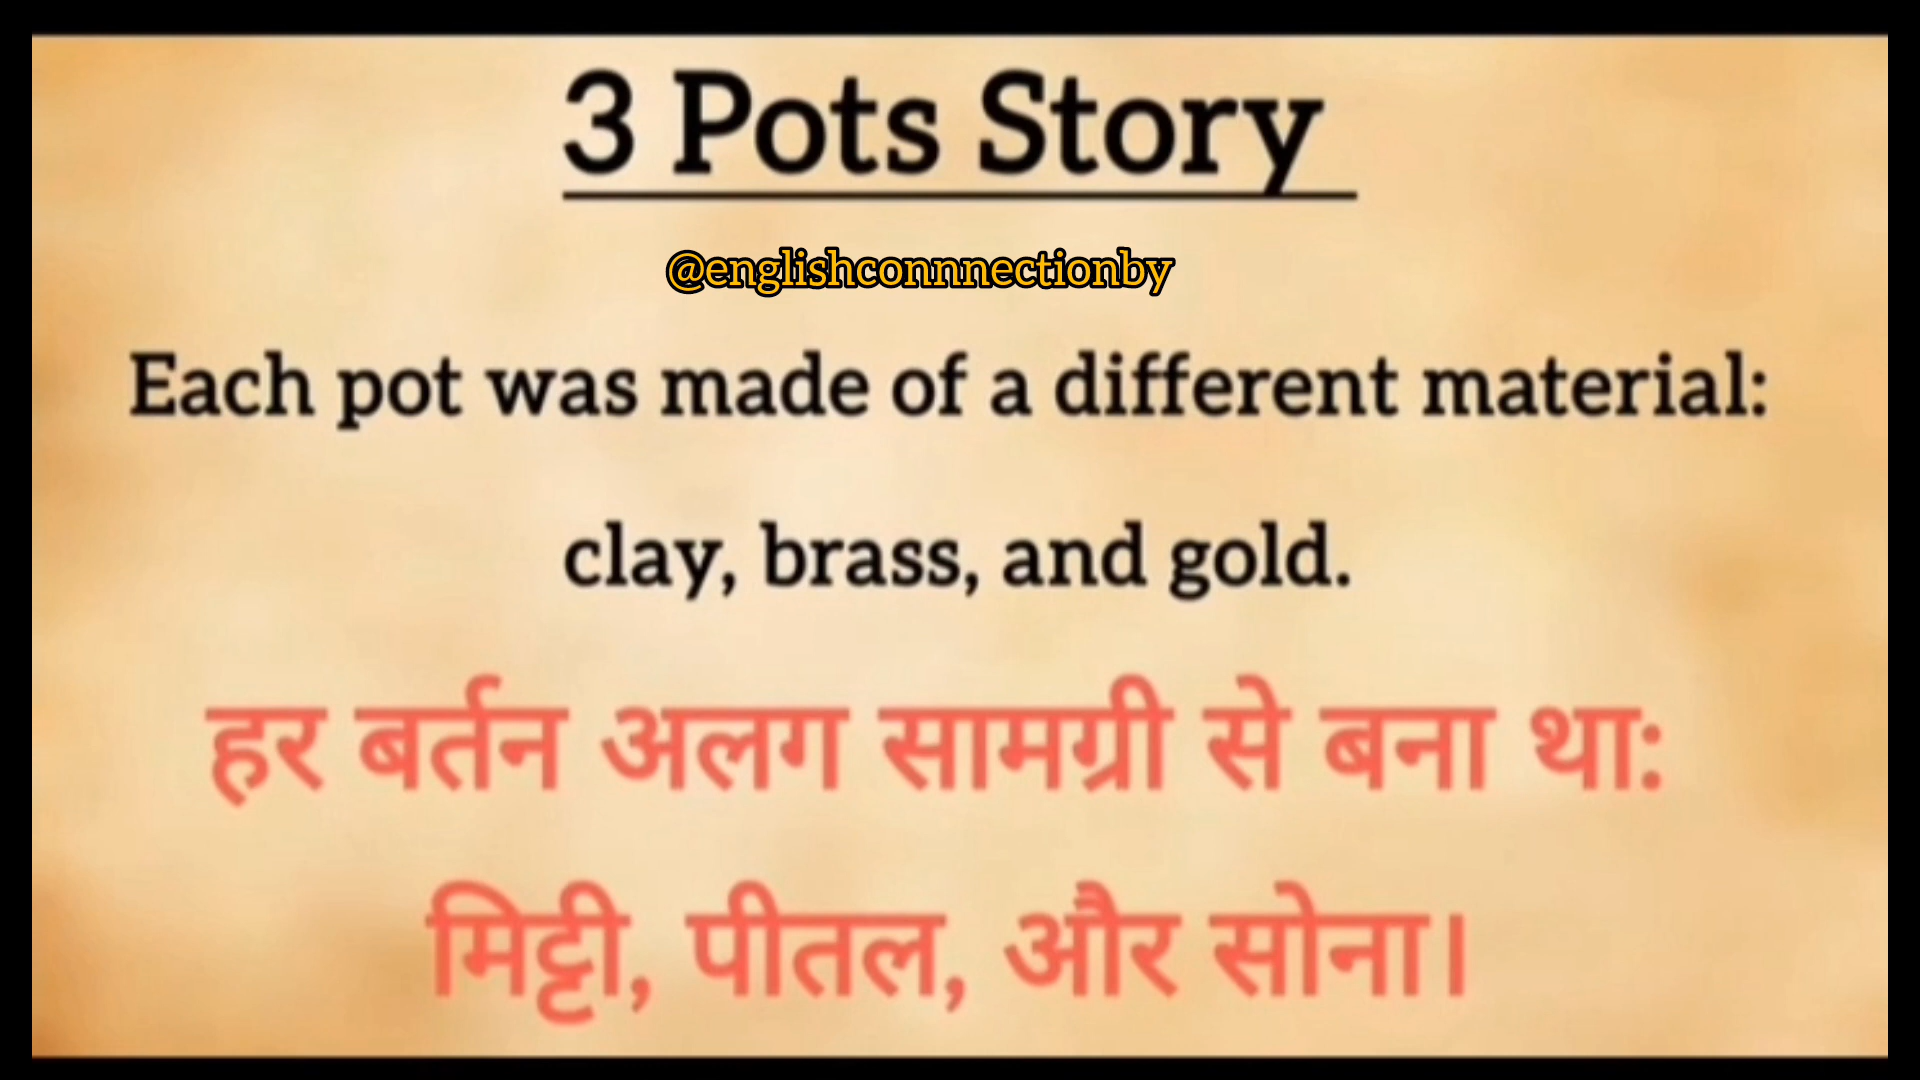 3 Pots Story
@englishconnnectionby
Each pot was made of a different material:
clay, brass, and gold.
हर बर्तन अलग सामग्री से बना था:
मिट्टी, पीतल, और सोना।